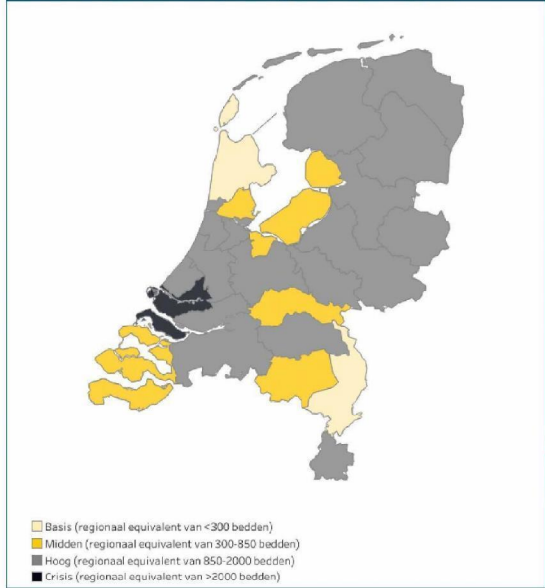 Basis (regionaal equivalent van <300 bedden)
Midden (regionaal equivalent van 300-850 bedden)
Hoog (regionaal equivalent van 850-2000 bedden)
Crisis (regionaal equivalent van >2000 bedden)